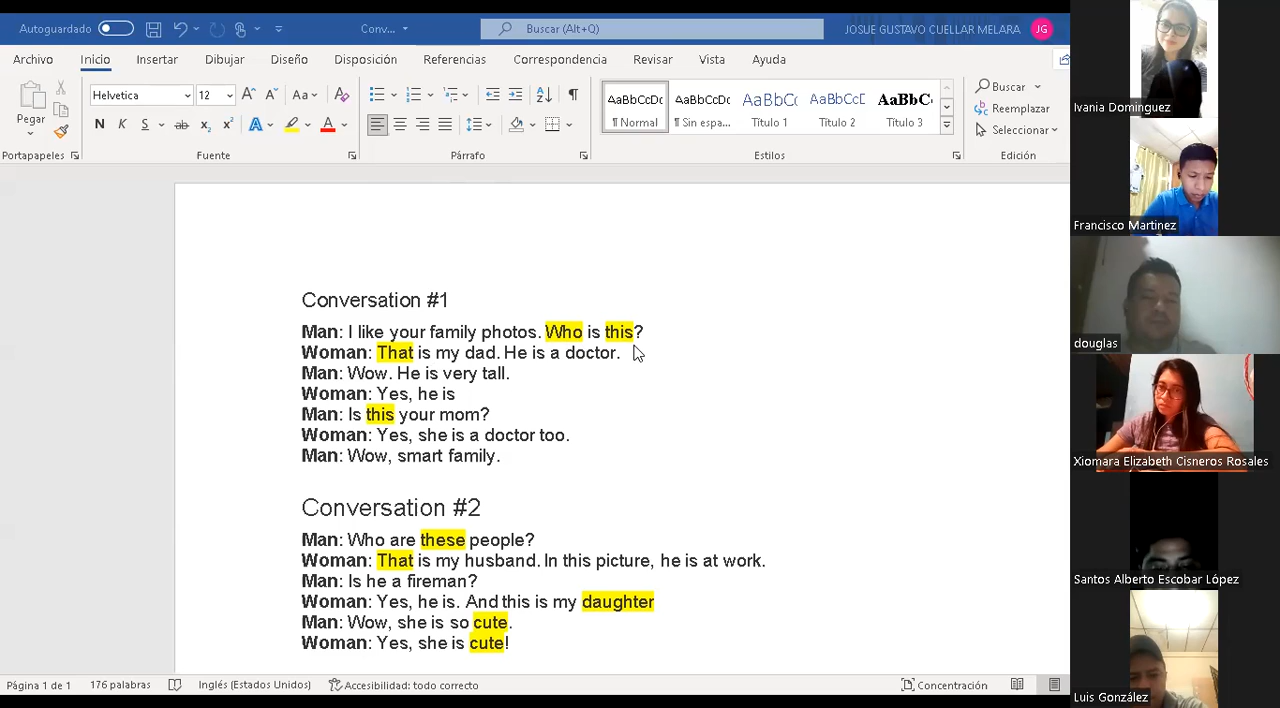 Autoguardado Conv... Buscar (Alt+Q) JOSUE GUSTAVO CUELLAR MELARA JG
Archivo Inicio Insertar Dibujar Diseño Disposición Referencias Correspondencia Revisar Vista Ayuda
Pegar
Helvetica 12 Aa
N K S ab x₂ x² A A
AaBbCcDc AaBbCcDc AaBbCc AaBbCcD AaBbC
¶ Normal ¶ Sin espa... Título 1 Título 2 Título 3
Buscar
Reemplazar
Seleccionar
Portapapeles Fuente Párrafo Estilos Edición
Conversation #1
Man: I like your family photos. Who is this?
Woman: That is my dad. He is a doctor.
Man: Wow. He is very tall.
Woman: Yes, he is
Man: Is this your mom?
Woman: Yes, she is a doctor too.
Man: Wow, smart family.
Conversation #2
Man: Who are these people?
Woman: That is my husband. In this picture, he is at work.
Man: Is he a fireman?
Woman: Yes, he is. And this is my daughter
Man: Wow, she is so cute.
Woman: Yes, she is cute!
Página 1 de 1 176 palabras Inglés (Estados Unidos) Accesibilidad: todo correcto Concentración
Ivania Dominguez
Francisco Martinez
douglas
Xiomara Elizabeth Cisneros Rosales
Santos Alberto Escobar López
Luis González